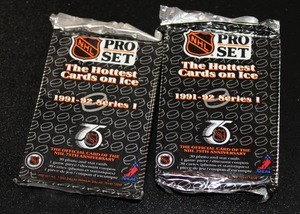 NHL
PRO
SET
The Hottest
Cards on Ice
1991-92 Series I
75
THE OFFICIAL CARD OF THE
NHL 75TH ANNIVERSARY
NHL
PRO
SET
The Hottest
Cards on Ice
1991-92 Series I
75
THE OFFICIAL CARD OF THE
NHL 75TH ANNIVERSARY